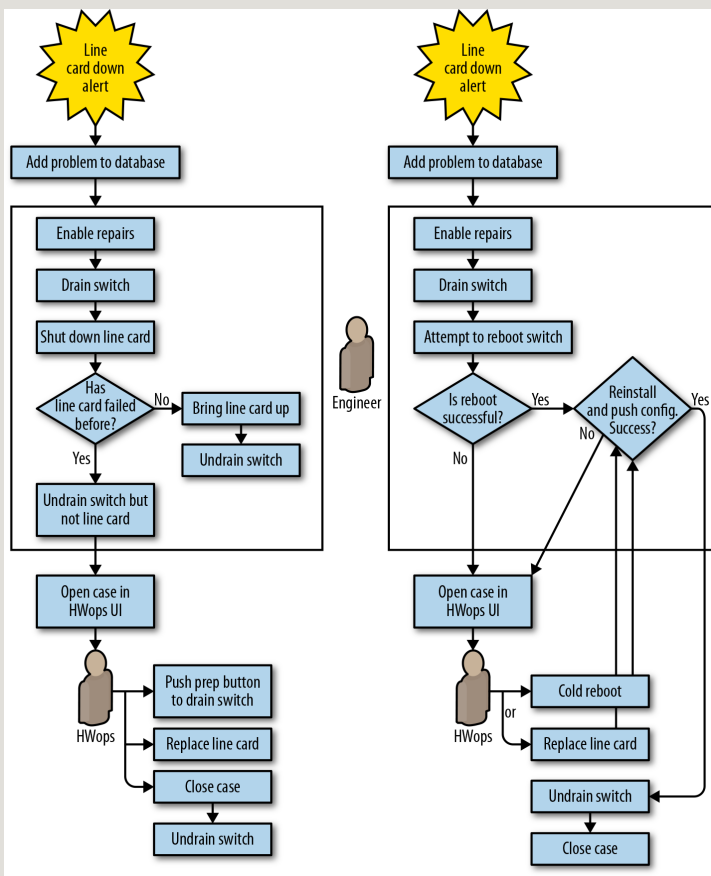 Line
card down
alert
Add problem to database
Enable repairs
Drain switch
Shut down line card
Has
line card failed
before?
No
Bring line card up
Undrain switch
Yes
Undrain switch but
not line card
Open case in
HWops UI
HWops
Push prep button
to drain switch
Replace line card
Close case
Undrain switch
Engineer
Line
card down
alert
Add problem to database
Enable repairs
Drain switch
Attempt to reboot switch
Is reboot
successful?
Yes
No
Reinstall
and push config.
Success?
Yes
No
Open case in
HWops UI
HWops
or
Cold reboot
Replace line card
Undrain switch
Close case